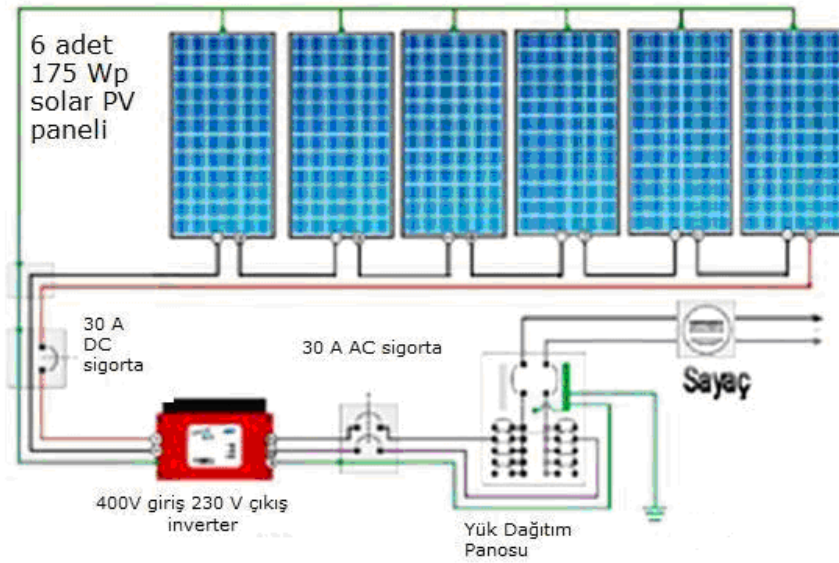 6 adet
175 Wp
solar PV
paneli
30 A
DC
sigorta
30 A AC sigorta
Sayaç
400V giriş 230 V çıkış
inverter
Yük Dağıtım
Panosu